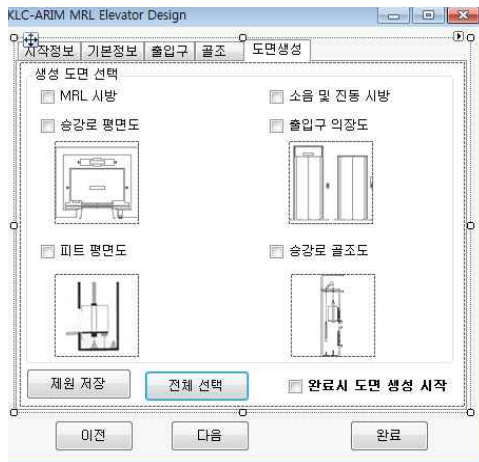 KLC-ARIM MRL Elevator Design
시작정보 기본정보 출입구 골조 도면생성
생성 도면 선택
MRL 시방 소음 및 진동 시방
승강로 평면도 출입구 의장도
피트 평면도 승강로 골조도
제원 저장 전체 선택 완료시 도면 생성 시작
이전 다음 완료